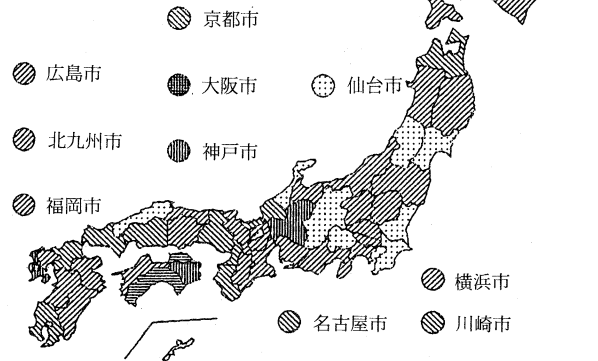 京都市
広島市
大阪市
仙台市
北九州市
神戸市
福岡市
横浜市
名古屋市
川崎市